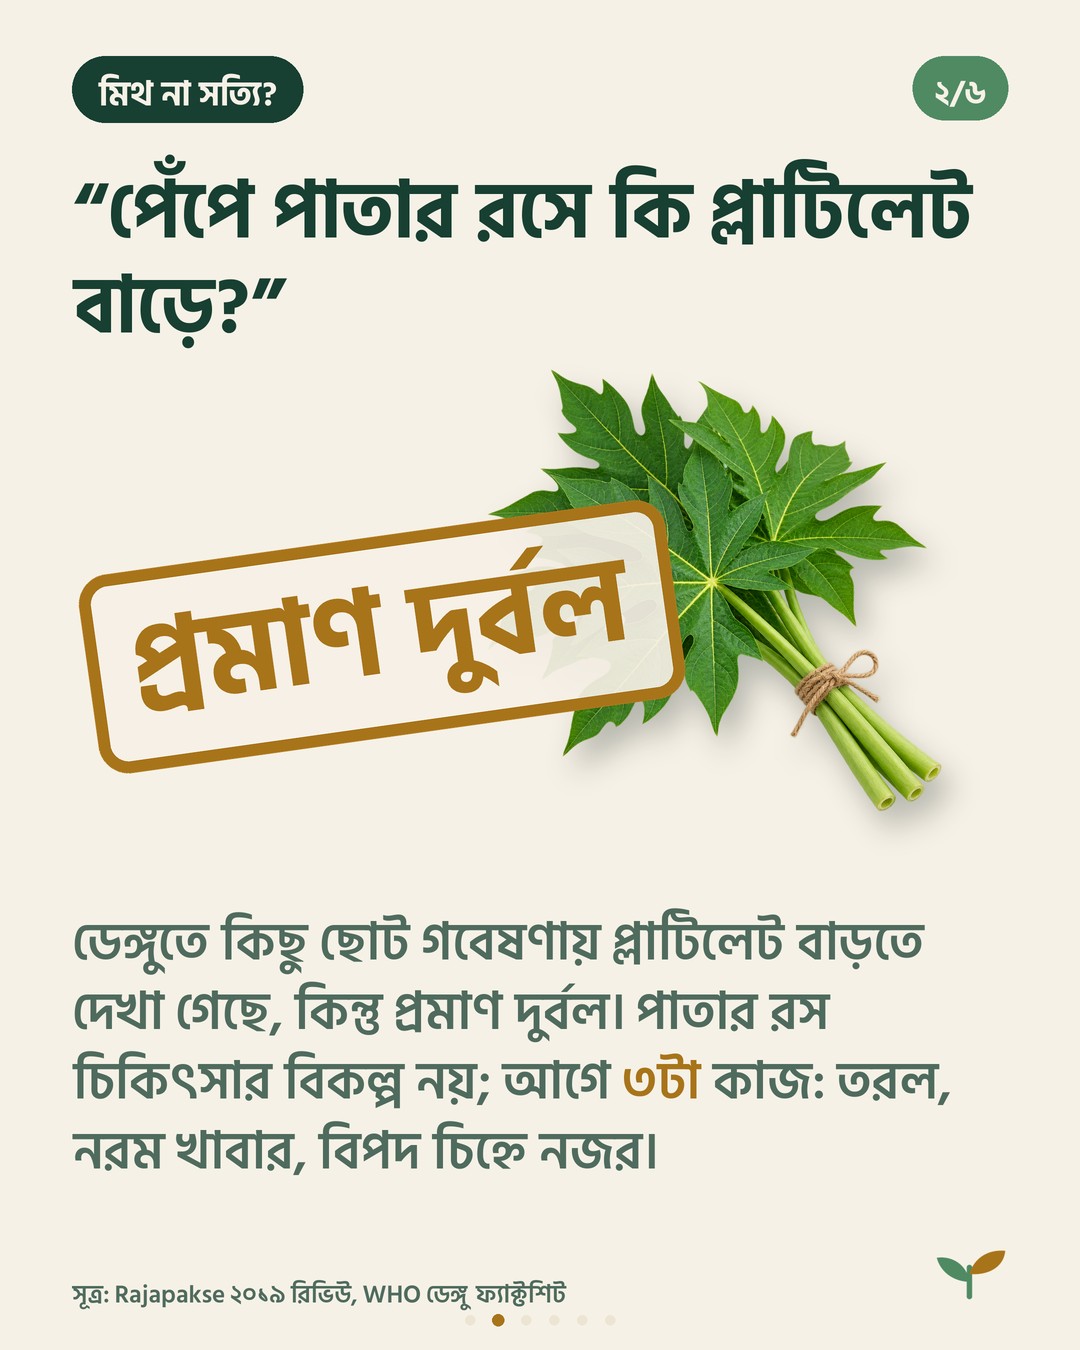 মিথ না সত্যি?
২/৬
“পেঁপে পাতার রসে কি প্লাটিলেট
বাড়ে?”
প্রমাণ দুর্বল
ডেঙ্গুতে কিছু ছোট গবেষণায় প্লাটিলেট বাড়তে
দেখা গেছে, কিন্তু প্রমাণ দুর্বল। পাতার রস
চিকিৎসার বিকল্প নয়; আগে ৩টা কাজ: তরল,
নরম খাবার, বিপদ চিহ্নে নজর।
সূত্র: Rajapakse ২০১৯ রিভিউ, WHO ডেঙ্গু ফ্যাক্টশিট